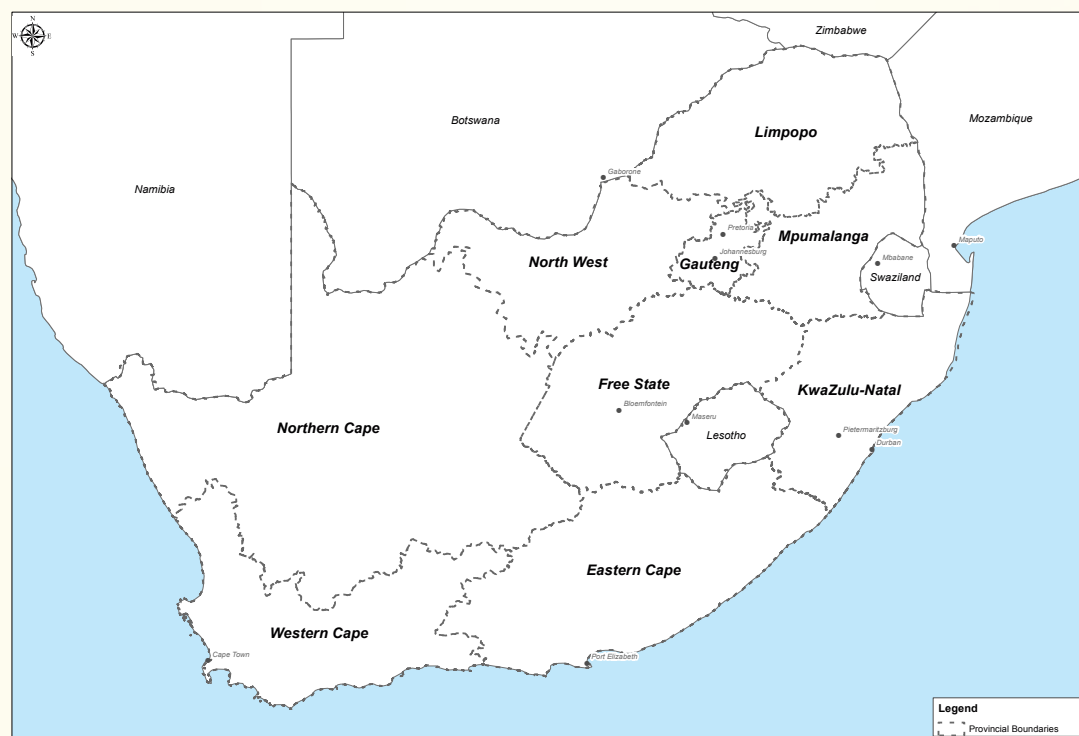 N
W E
S
Zimbabwe
Botswana
Mozambique
Limpopo
Gaborone
Namibia
Pretoria
Mpumalanga
Maputo
North West
Johannesburg
Gauteng
Mbabane
Swaziland
Free State
KwaZulu-Natal
Bloemfontein
Maseru
Northern Cape
Lesotho
Pietermaritzburg
Durban
Eastern Cape
Western Cape
Cape Town
Port Elizabeth
Legend
Provincial Boundaries